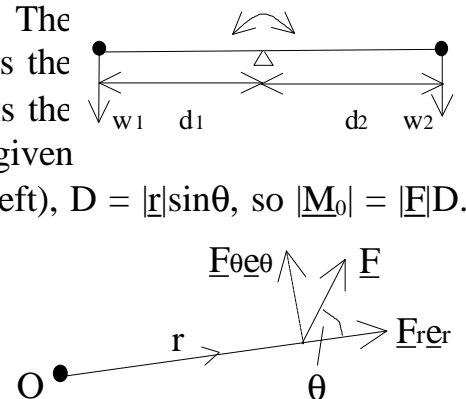 The
s the
w1 d1 d2 w2
s the
given
eft), D = |r|sinθ, so |M0| = |F|D.
Fθeθ F
r Frer
O θ